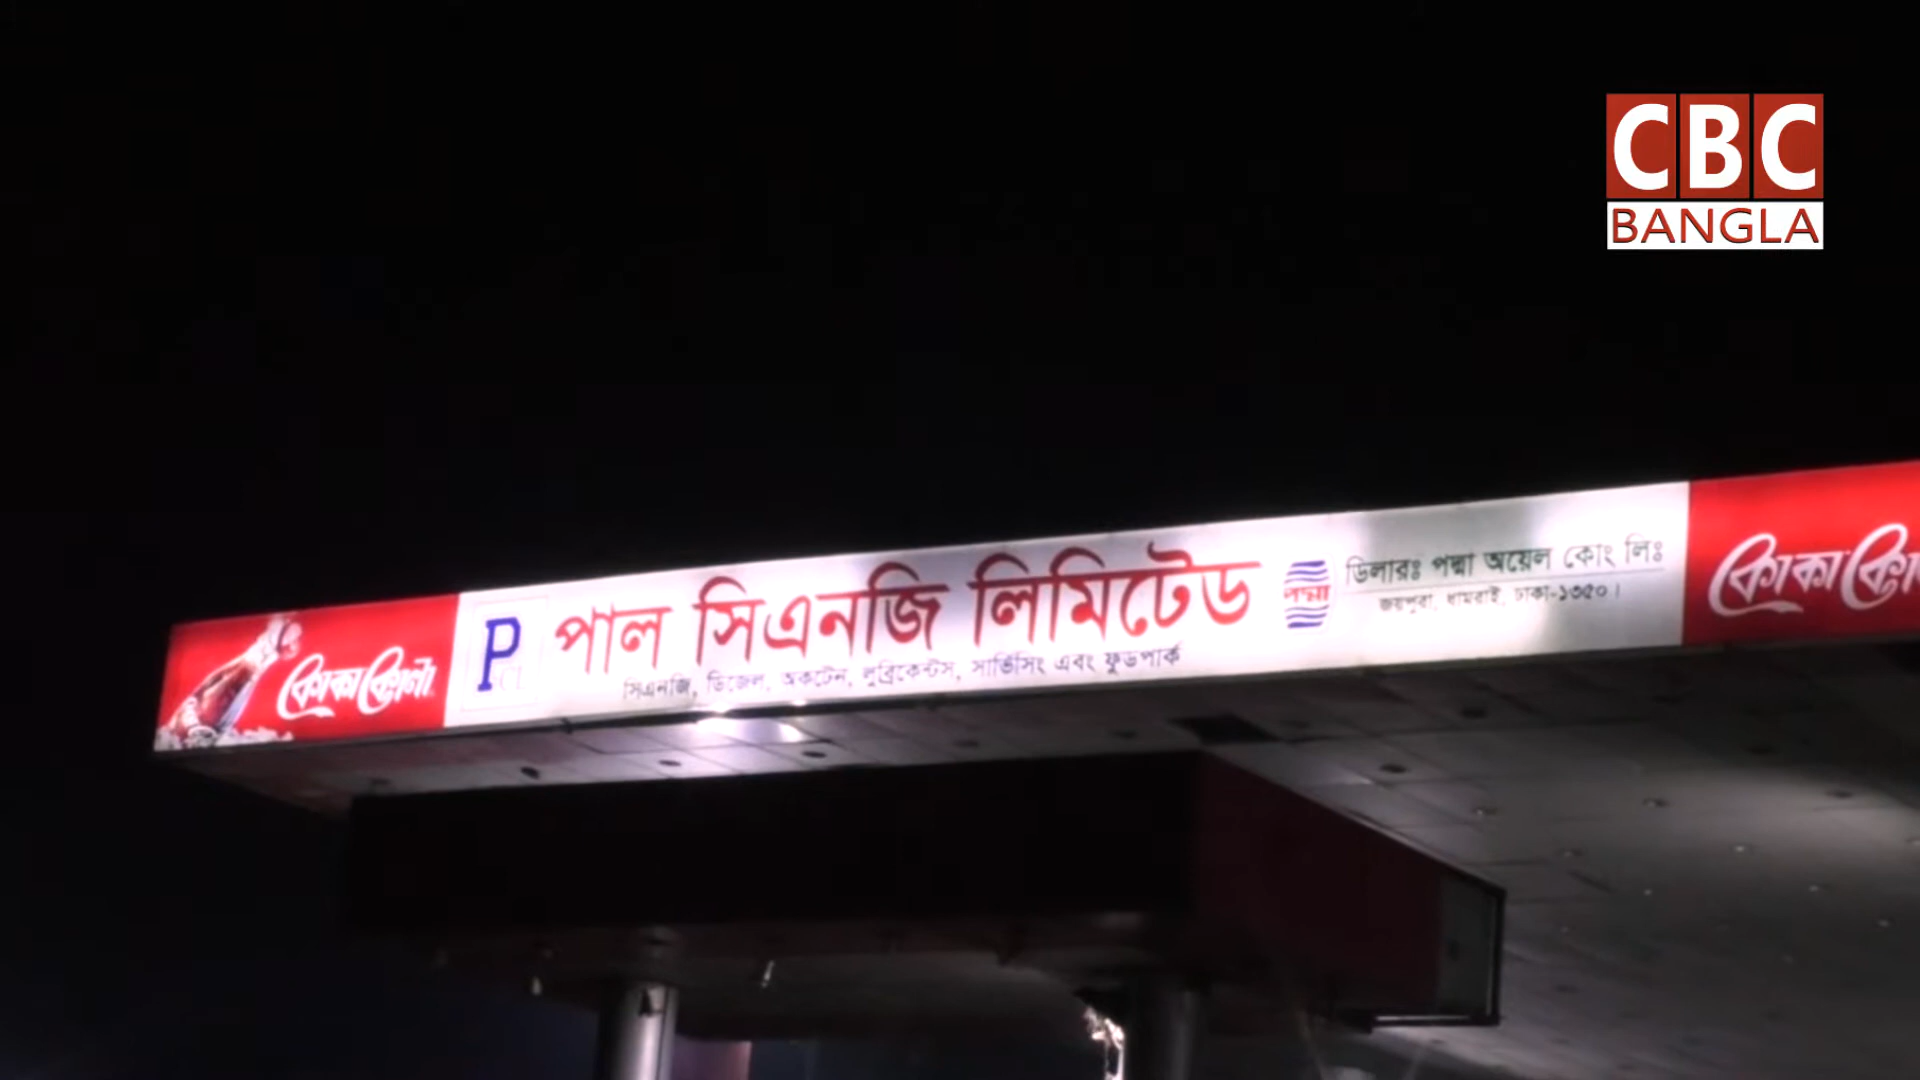 CBC
BANGLA
কোকা কোলা
P
পাল সিএনজি লিমিটেড
সিএনজি, ডিজেল, অকটেন, লুব্রিকেন্টস, সার্ভিসিং এবং ফুডপার্ক
পদ্মা
ডিলারঃ পদ্মা অয়েল কোং লিঃ
জয়পুরা, ধামরাই, ঢাকা-১৩৫০।
কোকা কো